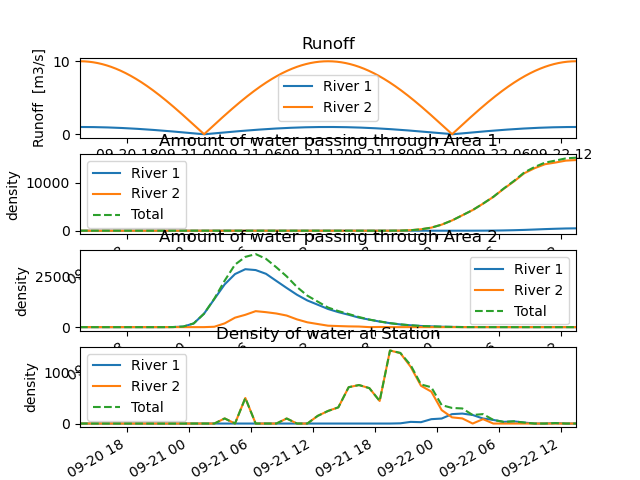 Runoff
Runoff [m3/s]
10
0
River 1
River 2
09-20 18 09-21 00 09-21 06 09-21 12 09-21 18 09-22 00 09-22 06 09-22 12
Amount of water passing through Area 1
density
10000
0
River 1
River 2
Total
Amount of water passing through Area 2
density
2500
0
River 1
River 2
Total
Density of water at Station
density
100
0
River 1
River 2
Total
09-20 18
09-21 00
09-21 06
09-21 12
09-21 18
09-22 00
09-22 06
09-22 12